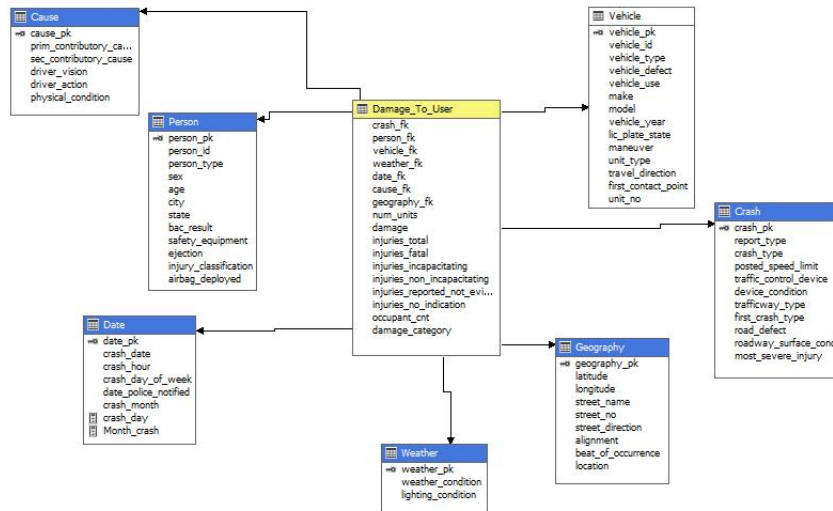 Cause
cause_pk
prim_contributory_ca...
sec_contributory_cause
driver_vision
driver_action
physical_condition
Vehicle
vehicle_pk
vehicle_id
vehicle_type
vehicle_defect
vehicle_use
make
model
vehicle_year
lic_plate_state
maneuver
unit_type
travel_direction
first_contact_point
unit_no
Person
person_pk
person_id
person_type
sex
age
city
state
bac_result
safety_equipment
ejection
injury_classification
airbag_deployed
Damage_To_User
crash_fk
person_fk
vehicle_fk
weather_fk
date_fk
cause_fk
geography_fk
num_units
damage
injuries_total
injuries_fatal
injuries_incapacitating
injuries_non_incapacitating
injuries_reported_not_evi...
injuries_no_indication
occupant_cnt
damage_category
Crash
crash_pk
report_type
crash_type
posted_speed_limit
traffic_control_device
device_condition
trafficway_type
first_crash_type
road_defect
roadway_surface_cond
most_severe_injury
Date
date_pk
crash_date
crash_hour
crash_day_of_week
date_police_notified
crash_month
crash_day
Month_crash
Geography
geography_pk
latitude
longitude
street_name
street_no
street_direction
alignment
beat_of_occurrence
location
Weather
weather_pk
weather_condition
lighting_condition